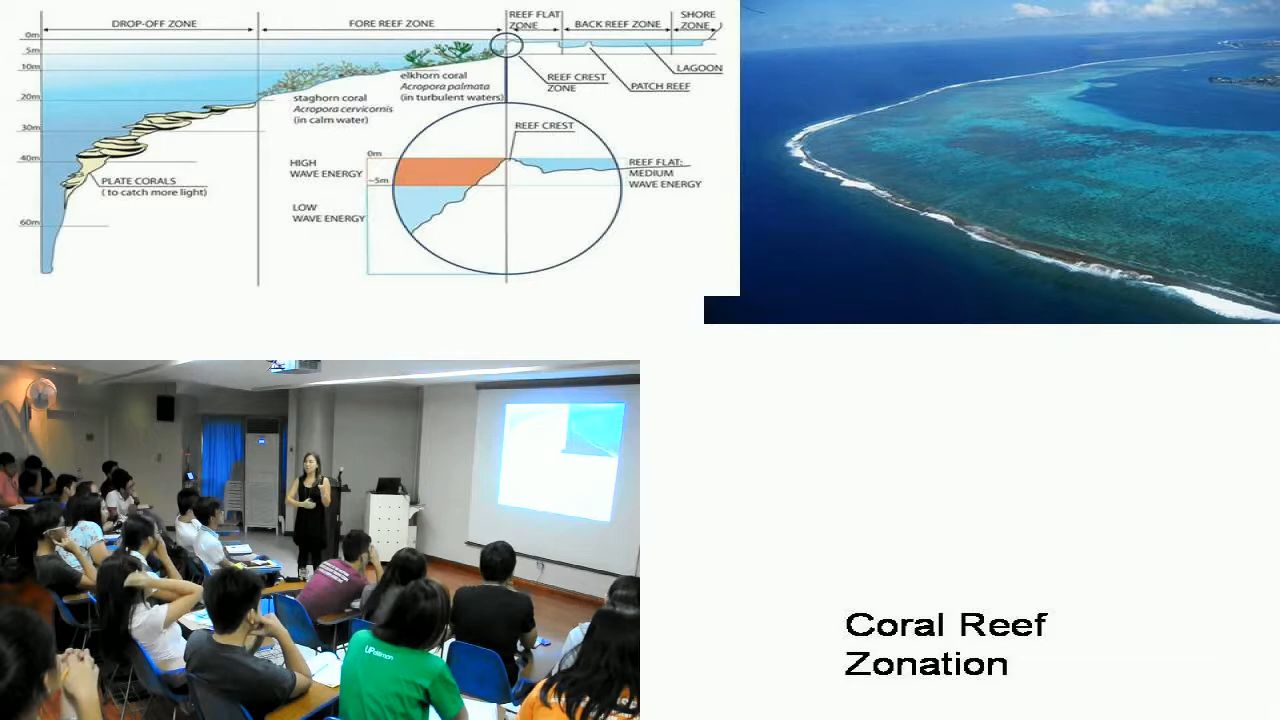 DROP-OFF ZONE
FORE REEF ZONE
REEF FLAT
ZONE
BACK REEF ZONE
SHORE
ZONE
0m
5m
10m
20m
30m
40m
60m
LAGOON
PATCH REEF
REEF CREST
ZONE
elkhorn coral
Acropora palmata
(in turbulent waters)
staghorn coral
Acropora cervicornis
(in calm water)
PLATE CORALS
( to catch more light)
REEF CREST
0m
HIGH
WAVE ENERGY
~5m
LOW
WAVE ENERGY
REEF FLAT:
MEDIUM
WAVE ENERGY
Coral Reef
Zonation